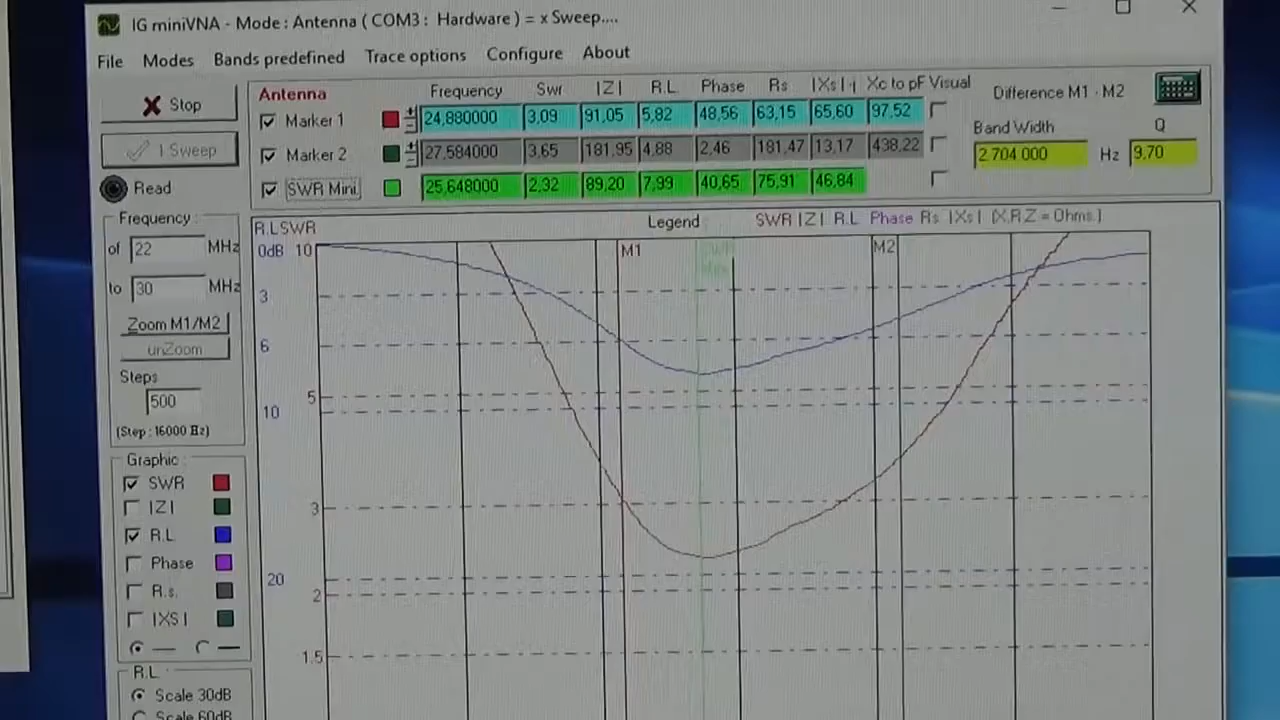 IG miniVNA - Mode : Antenna ( COM3 : Hardware ) = x Sweep....
File Modes Bands predefined Trace options Configure About
Stop
1 Sweep
Read
Antenna Frequency Swr |Z| R.L Phase Rs |Xs|-j Xc to pF Visual
Marker 1 24,880000 3,09 91,05 5,82 48,56 63,15 65,60 97,52
Marker 2 27,584000 3,65 181,95 4,88 2,46 181,47 13,17 438,22
SWR Mini. 25,648000 2,32 89,20 7,99 40,65 75,91 46,84
Difference M1 - M2
Band Width Q
2.704.000 Hz 9,70
Frequency :
of 22 MHz
to 30 MHz
Zoom M1/M2
unZoom
Steps
500
(Step : 16000 Hz)
Graphic :
SWR
|Z|
R.L
Phase
R.s.
|XS|
R.L
Scale 30dB
Scale 60dB
R.L SWR Legend SWR |Z| R.L Phase Rs |Xs| (X.R.Z = Ohms.)
0dB 10 M1 M2
3
6
5
10
3
20
2
1.5